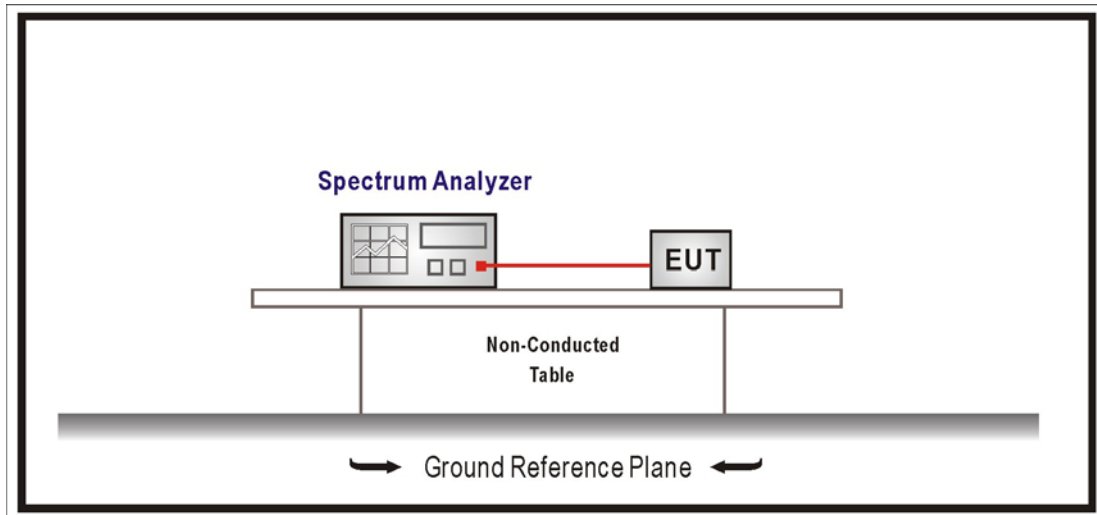 Spectrum Analyzer
EUT
Non-Conducted
Table
Ground Reference Plane